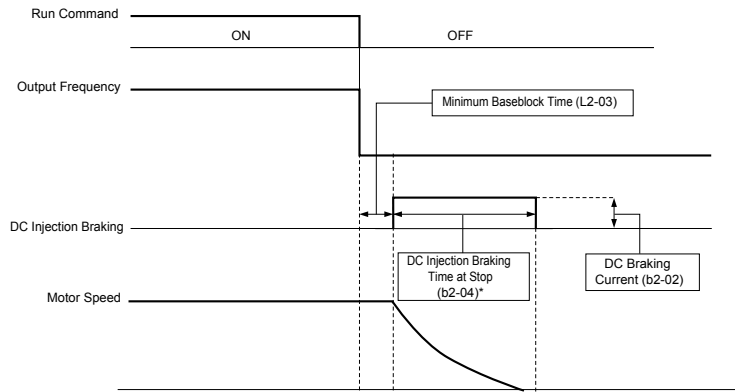 Run Command
ON
OFF
Output Frequency
Minimum Baseblock Time (L2-03)
DC Injection Braking
DC Injection Braking
Time at Stop
(b2-04)*
DC Braking
Current (b2-02)
Motor Speed